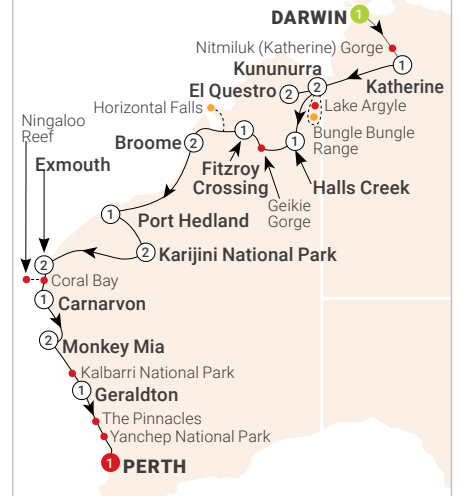 DARWIN 1
Nitmiluk (Katherine) Gorge
1
Katherine
Kununurra
2
El Questro 2
Lake Argyle
Horizontal Falls
Bungle Bungle
Range
Ningaloo
Reef
Exmouth
Broome 2
1
Fitzroy
Crossing
1
Halls Creek
Geikie
Gorge
1
Port Hedland
2
Karijini National Park
2
Coral Bay
1
Carnarvon
2
Monkey Mia
Kalbarri National Park
1
Geraldton
The Pinnacles
Yanchep National Park
1 PERTH